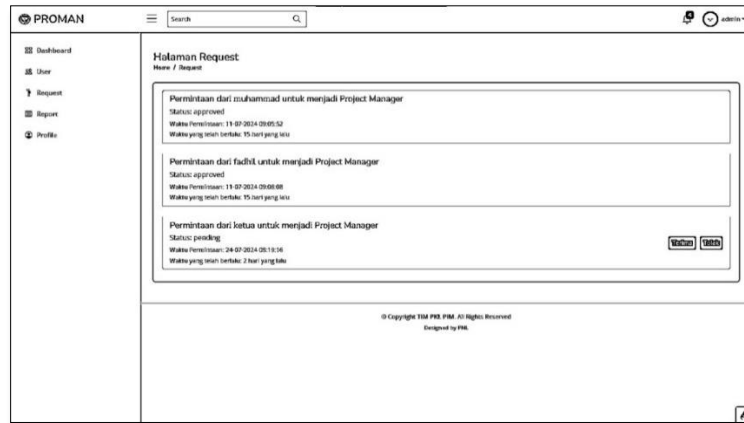 PROMAN
Search
admin
Dashboard
User
Request
Report
Profile
Halaman Request
Home / Request
Permintaan dari muhammad untuk menjadi Project Manager
Status: approved
Waktu Permintaan: 11-07-2024 09:05:52
Waktu yang telah berlalu: 15 hari yang lalu
Permintaan dari fadhil untuk menjadi Project Manager
Status: approved
Waktu Permintaan: 11-07-2024 09:08:08
Waktu yang telah berlalu: 15 hari yang lalu
Permintaan dari ketua untuk menjadi Project Manager
Status: pending
Waktu Permintaan: 24-07-2024
Waktu yang telah berlalu: 2 hari yang lalu
Terima Tolak
© Copyright TIM PKL PIM. All Rights Reserved
Designed by PNL